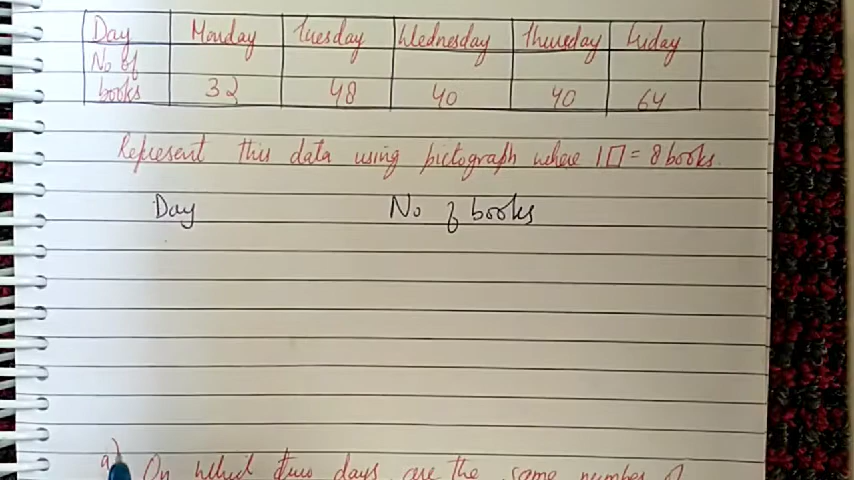 Day Monday Tuesday Wednesday Thursday Friday
No of
books 32 48 40 40 64
Represent this data using pictograph where 1□ = 8 books.
Day No of books
a) On which two days are the same number of